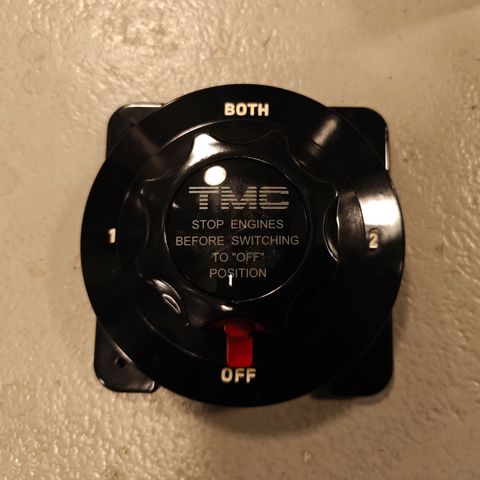 BOTH
1
2
TMC
STOP ENGINES
BEFORE SWITCHING
TO "OFF"
POSITION
OFF